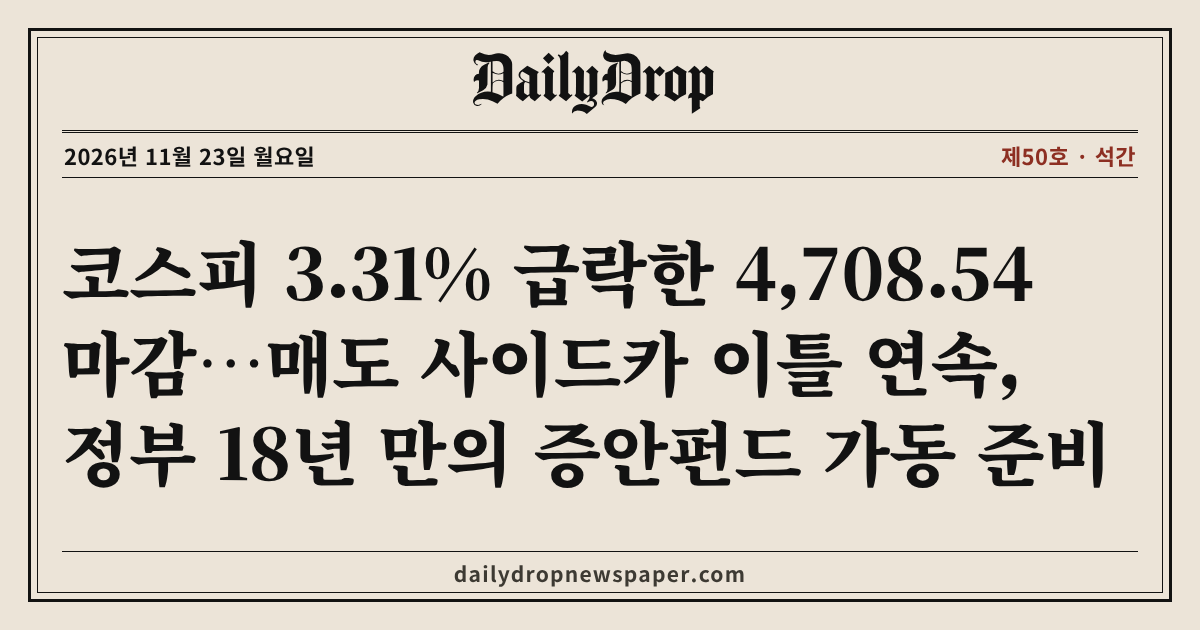 DailyDrop
2026년 11월 23일 월요일
제50호 · 석간
코스피 3.31% 급락한 4,708.54
마감…매도 사이드카 이틀 연속,
정부 18년 만의 증안펀드 가동 준비
dailydropnewspaper.com